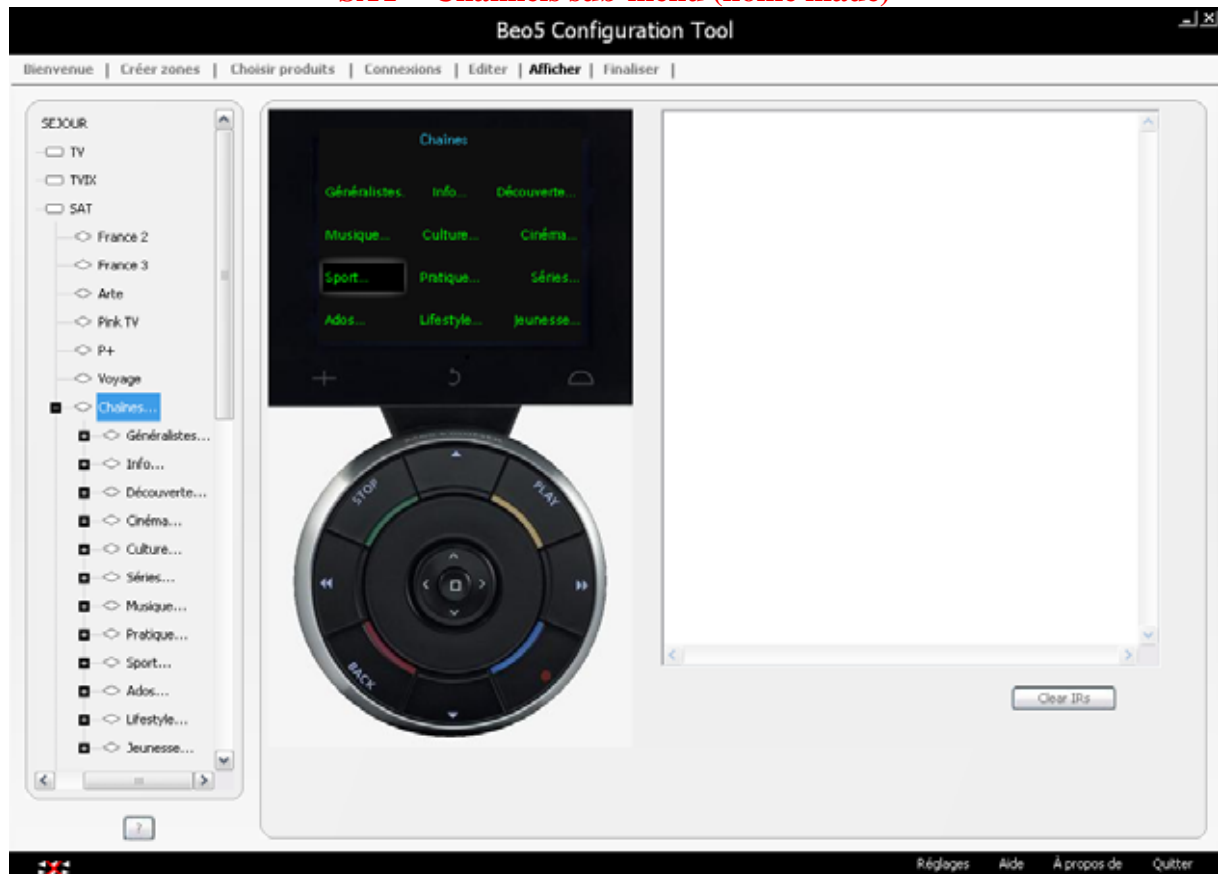 Beo5 Configuration Tool
Bienvenue | Créer zones | Choisir produits | Connexions | Editer | Afficher | Finaliser |
SEJOUR
TV
TVIX
SAT
France 2
France 3
Arte
Pink TV
P+
Voyage
Chaînes...
Généralistes...
Info...
Découverte...
Cinéma...
Culture...
Séries...
Musique...
Pratique...
Sport...
Ados...
Lifestyle...
Jeunesse...
?
Chaînes
Généralistes. Info... Découverte...
Musique... Culture... Cinéma...
Sport... Pratique... Séries...
Ados... Lifestyle... Jeunesse...
STOP
PLAY
BACK
Clear IRs
Réglages Aide À propos de Quitter